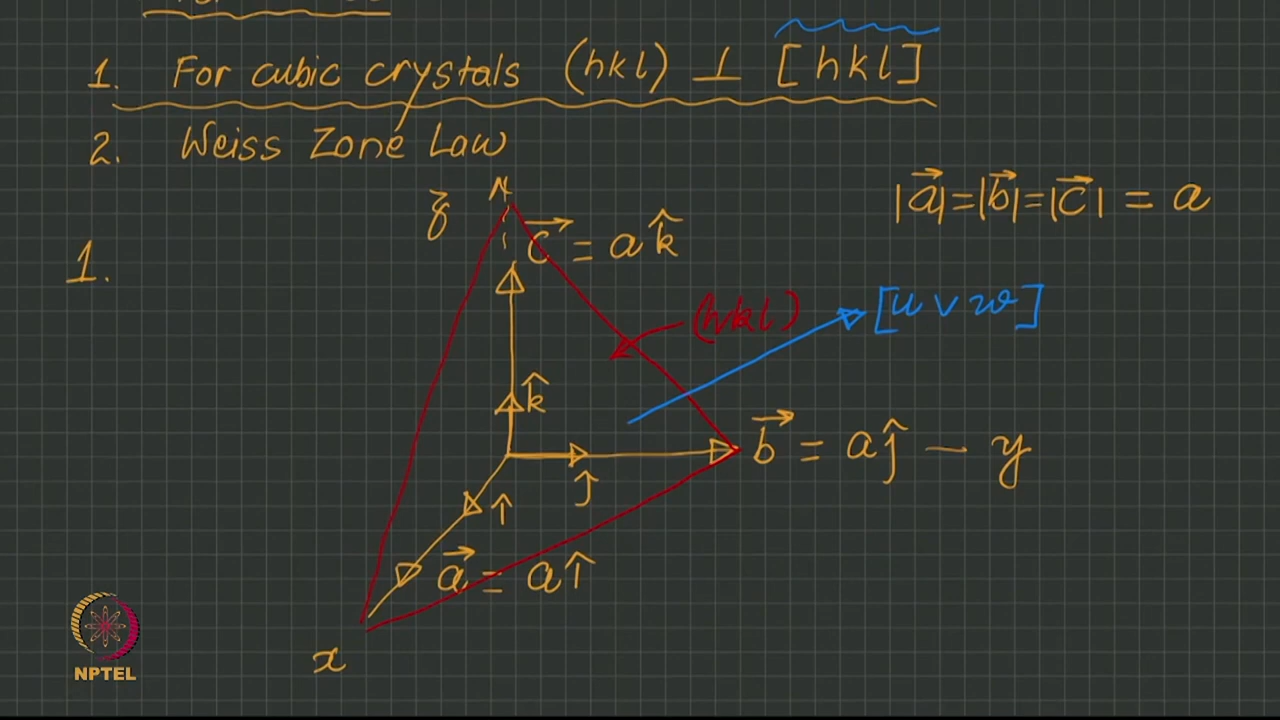 1. For cubic crystals (hkl) ⊥ [hkl]
2. Weiss Zone Law
|a⃗|=|b⃗|=|c⃗| = a
z
1.
c⃗ = a k̂
(hkl)
[u v w]
k̂
b⃗ = a ĵ — y
ĵ
î
a⃗ = a î
x
NPTEL